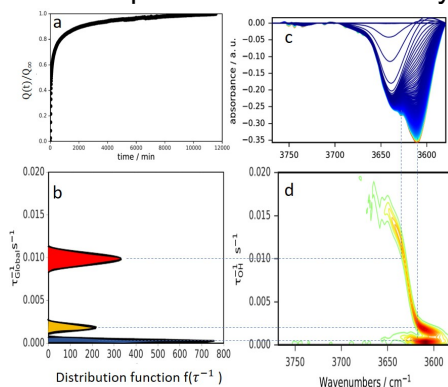 a
Q(t)/Q∞
1.0
0.8
0.6
0.4
0.2
0.0
0 2000 4000 6000 8000 10000 12000
time / min
c
absorbance / a. u.
0.00
−0.05
−0.10
−0.15
−0.20
−0.25
−0.30
−0.35
3750 3700 3650 3600
b
τ⁻¹Global s⁻¹
0.020
0.015
0.010
0.005
0.000
0 100 200 300 400 500 600 700 800
Distribution function f(τ⁻¹)
d
τ⁻¹OH s⁻¹
0.020
0.015
0.010
0.005
0.000
3750 3700 3650 3600
Wavenumbers / cm⁻¹